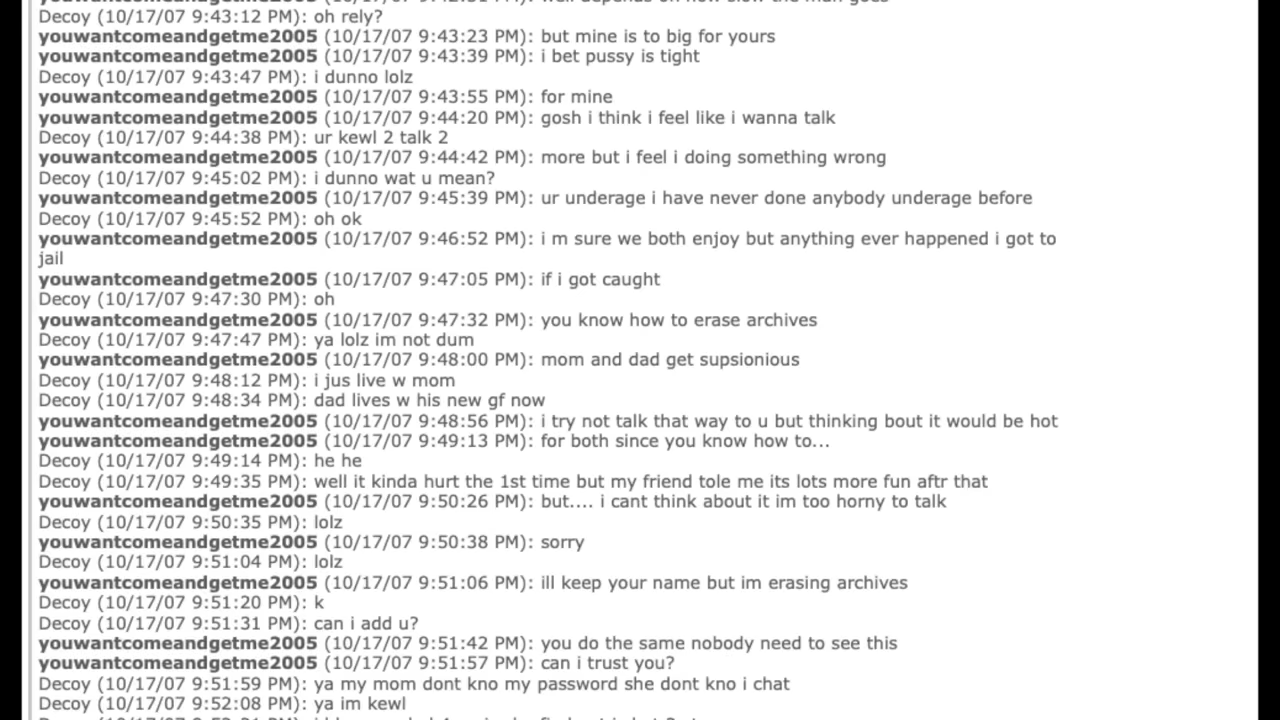 Decoy (10/17/07 9:43:12 PM): oh rely?
youwantcomeandgetme2005 (10/17/07 9:43:23 PM): but mine is to big for yours
youwantcomeandgetme2005 (10/17/07 9:43:39 PM): i bet pussy is tight
Decoy (10/17/07 9:43:47 PM): i dunno lolz
youwantcomeandgetme2005 (10/17/07 9:43:55 PM): for mine
youwantcomeandgetme2005 (10/17/07 9:44:20 PM): gosh i think i feel like i wanna talk
Decoy (10/17/07 9:44:38 PM): ur kewl 2 talk 2
youwantcomeandgetme2005 (10/17/07 9:44:42 PM): more but i feel i doing something wrong
Decoy (10/17/07 9:45:02 PM): i dunno wat u mean?
youwantcomeandgetme2005 (10/17/07 9:45:39 PM): ur underage i have never done anybody underage before
Decoy (10/17/07 9:45:52 PM): oh ok
youwantcomeandgetme2005 (10/17/07 9:46:52 PM): i m sure we both enjoy but anything ever happened i got to
jail
youwantcomeandgetme2005 (10/17/07 9:47:05 PM): if i got caught
Decoy (10/17/07 9:47:30 PM): oh
youwantcomeandgetme2005 (10/17/07 9:47:32 PM): you know how to erase archives
Decoy (10/17/07 9:47:47 PM): ya lolz im not dum
youwantcomeandgetme2005 (10/17/07 9:48:00 PM): mom and dad get supsionious
Decoy (10/17/07 9:48:12 PM): i jus live w mom
Decoy (10/17/07 9:48:34 PM): dad lives w his new gf now
youwantcomeandgetme2005 (10/17/07 9:48:56 PM): i try not talk that way to u but thinking bout it would be hot
youwantcomeandgetme2005 (10/17/07 9:49:13 PM): for both since you know how to...
Decoy (10/17/07 9:49:14 PM): he he
Decoy (10/17/07 9:49:35 PM): well it kinda hurt the 1st time but my friend tole me its lots more fun aftr that
youwantcomeandgetme2005 (10/17/07 9:50:26 PM): but.... i cant think about it im too horny to talk
Decoy (10/17/07 9:50:35 PM): lolz
youwantcomeandgetme2005 (10/17/07 9:50:38 PM): sorry
Decoy (10/17/07 9:51:04 PM): lolz
youwantcomeandgetme2005 (10/17/07 9:51:06 PM): ill keep your name but im erasing archives
Decoy (10/17/07 9:51:20 PM): k
Decoy (10/17/07 9:51:31 PM): can i add u?
youwantcomeandgetme2005 (10/17/07 9:51:42 PM): you do the same nobody need to see this
youwantcomeandgetme2005 (10/17/07 9:51:57 PM): can i trust you?
Decoy (10/17/07 9:51:59 PM): ya my mom dont kno my password she dont kno i chat
Decoy (10/17/07 9:52:08 PM): ya im kewl